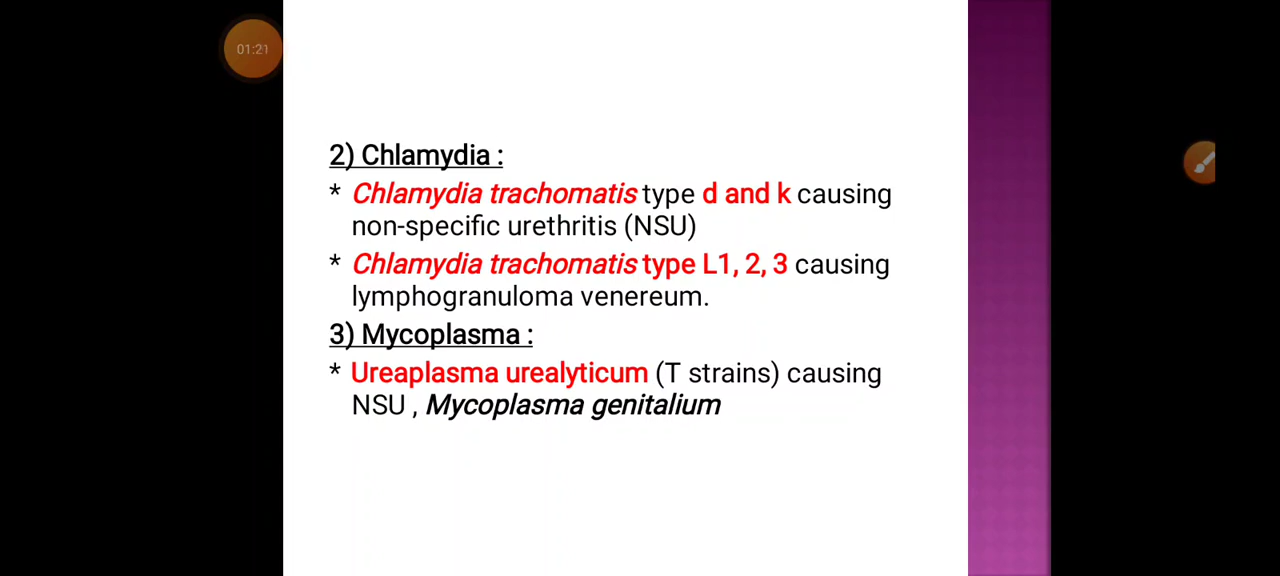 01:21
2) Chlamydia :
* Chlamydia trachomatis type d and k causing
non-specific urethritis (NSU)
* Chlamydia trachomatis type L1, 2, 3 causing
lymphogranuloma venereum.
3) Mycoplasma :
* Ureaplasma urealyticum (T strains) causing
NSU , Mycoplasma genitalium